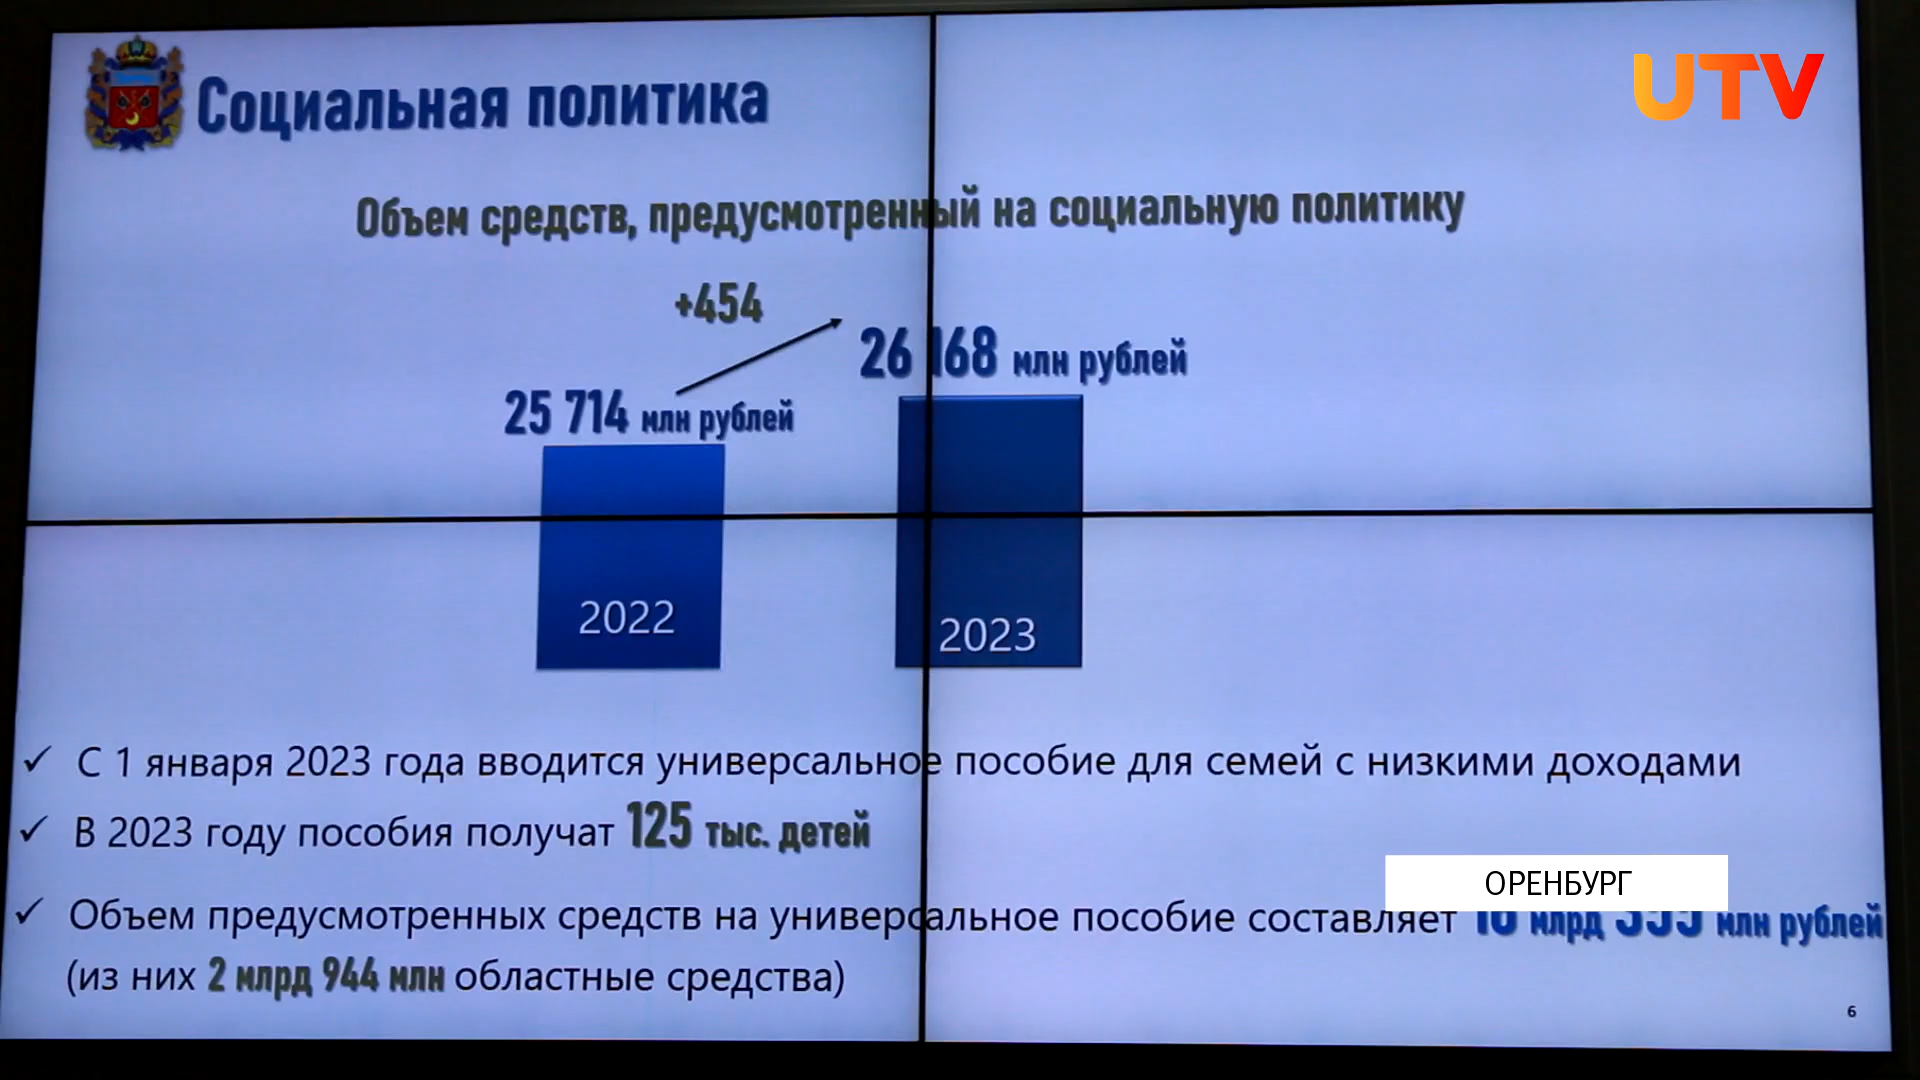 UTV
Социальная политика
Объем средств, предусмотренный на социальную политику
+454
26 168 млн рублей
25 714 млн рублей
2022
2023
✓ С 1 января 2023 года вводится универсальное пособие для семей с низкими доходами
✓ В 2023 году пособия получат 125 тыс. детей
ОРЕНБУРГ
✓ Объем предусмотренных средств на универсальное пособие составляет млрд млн рублей
(из них 2 млрд 944 млн областные средства)
6